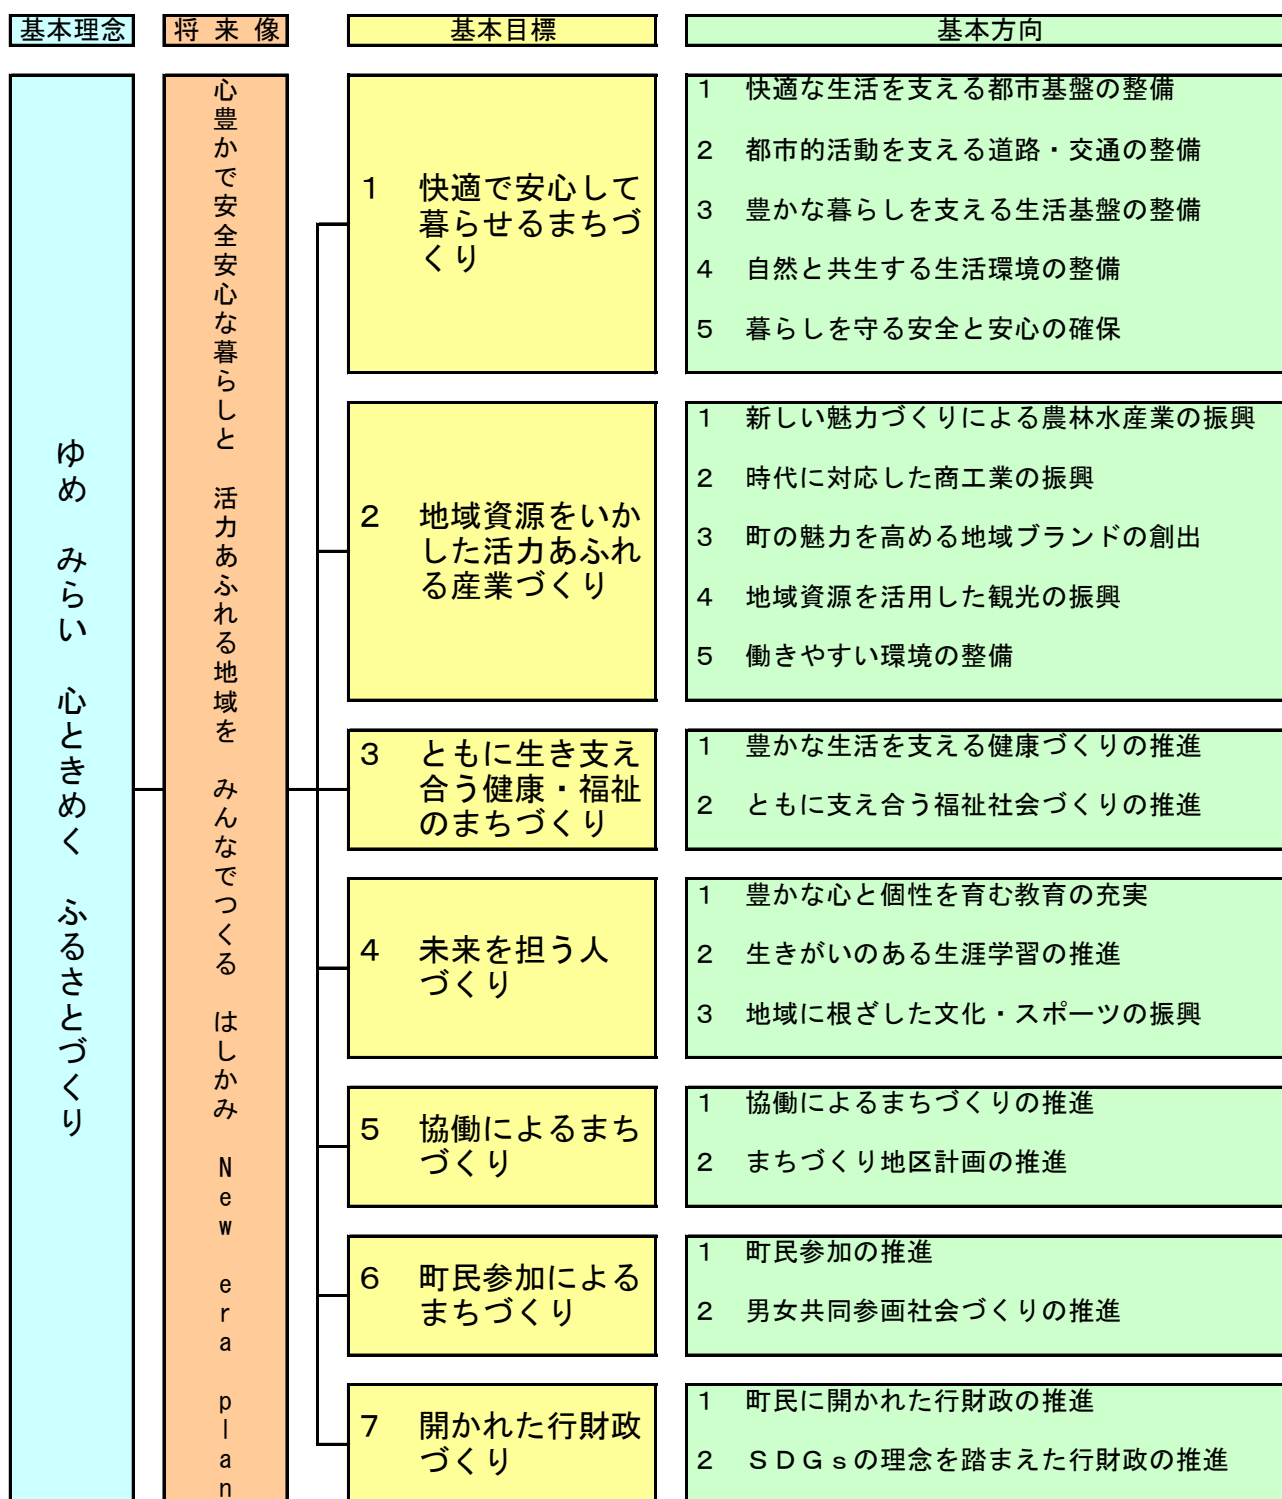 基本理念
将 来 像
基本目標
基本方向
ゆめ　みらい　心ときめく　ふるさとづくり
心豊かで安全安心な暮らしと　活力あふれる地域を　みんなでつくる　はしかみ　New era plan
1　快適で安心して
暮らせるまちづ
くり
1　快適な生活を支える都市基盤の整備
2　都市的活動を支える道路・交通の整備
3　豊かな暮らしを支える生活基盤の整備
4　自然と共生する生活環境の整備
5　暮らしを守る安全と安心の確保
2　地域資源をいか
した活力あふれ
る産業づくり
1　新しい魅力づくりによる農林水産業の振興
2　時代に対応した商工業の振興
3　町の魅力を高める地域ブランドの創出
4　地域資源を活用した観光の振興
5　働きやすい環境の整備
3　ともに生き支え
合う健康・福祉
のまちづくり
1　豊かな生活を支える健康づくりの推進
2　ともに支え合う福祉社会づくりの推進
4　未来を担う人
づくり
1　豊かな心と個性を育む教育の充実
2　生きがいのある生涯学習の推進
3　地域に根ざした文化・スポーツの振興
5　協働によるまち
づくり
1　協働によるまちづくりの推進
2　まちづくり地区計画の推進
6　町民参加による
まちづくり
1　町民参加の推進
2　男女共同参画社会づくりの推進
7　開かれた行財政
づくり
1　町民に開かれた行財政の推進
2　ＳＤＧｓの理念を踏まえた行財政の推進